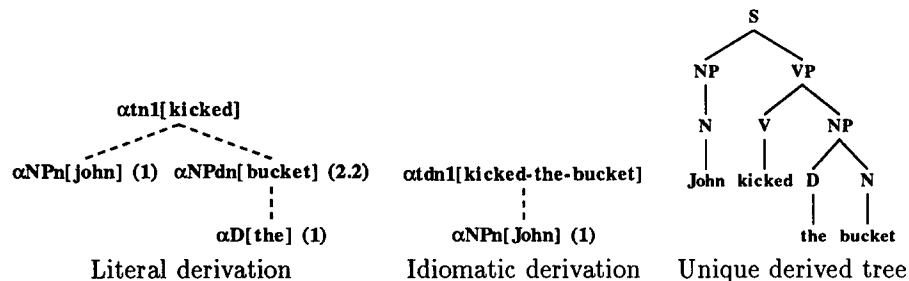 S
NP VP
αtn1[kicked]
N V NP
αNPn[john] (1) αNPdn[bucket] (2.2) αtdn1[kicked-the-bucket]
John kicked D N
αD[the] (1) αNPn[John] (1) the bucket
Literal derivation Idiomatic derivation Unique derived tree